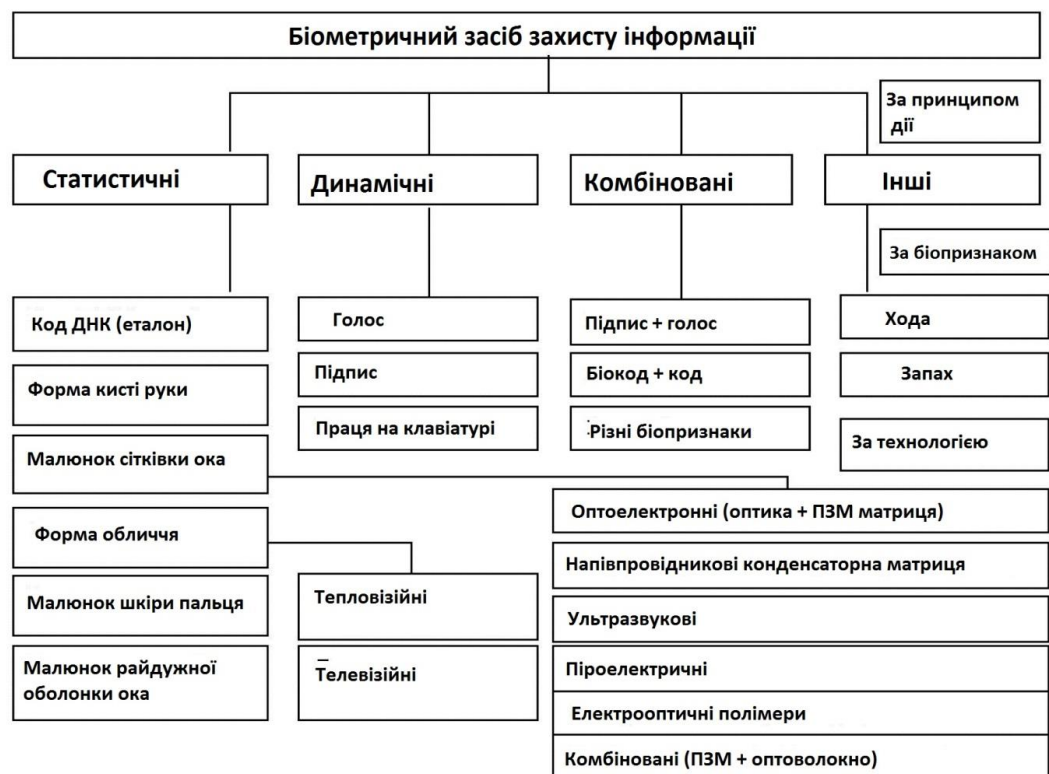 Біометричний засіб захисту інформації
За принципом
дії
Статистичні
Динамічні
Комбіновані
Інші
За біопризнаком
Код ДНК (еталон)
Голос
Підпис + голос
Хода
Форма кисті руки
Підпис
Біокод + код
Запах
Малюнок сітківки ока
Праця на клавіатурі
Різні біопризнаки
За технологією
Форма обличчя
Оптоелектронні (оптика + ПЗМ матриця)
Напівпровідникові конденсаторна матриця
Малюнок шкіри пальця
Тепловізійні
Ультразвукові
Малюнок райдужної
оболонки ока
Телевізійні
Піроелектричні
Електрооптичні полімери
Комбіновані (ПЗМ + оптоволокно)